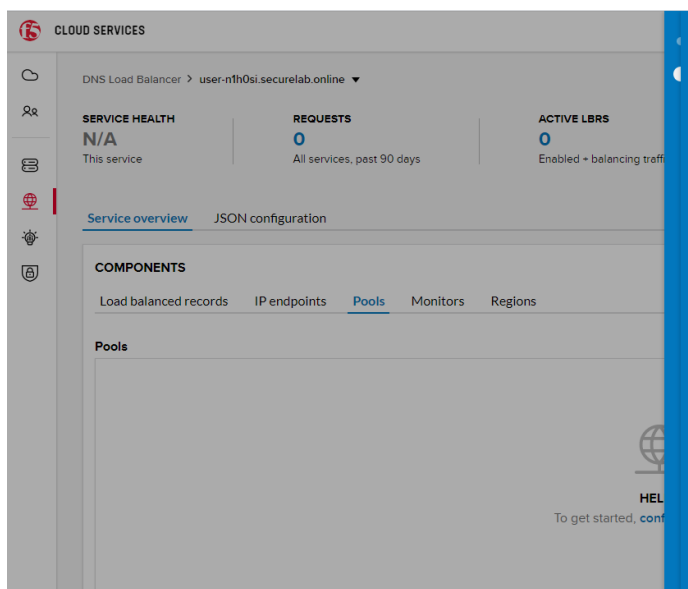 f5 CLOUD SERVICES
DNS Load Balancer > user-n1h0si.securelab.online ▼
SERVICE HEALTH REQUESTS ACTIVE LBRS
N/A 0 0
This service All services, past 90 days Enabled + balancing traffi
Service overview JSON configuration
COMPONENTS
Load balanced records IP endpoints Pools Monitors Regions
Pools
HEL
To get started, conf